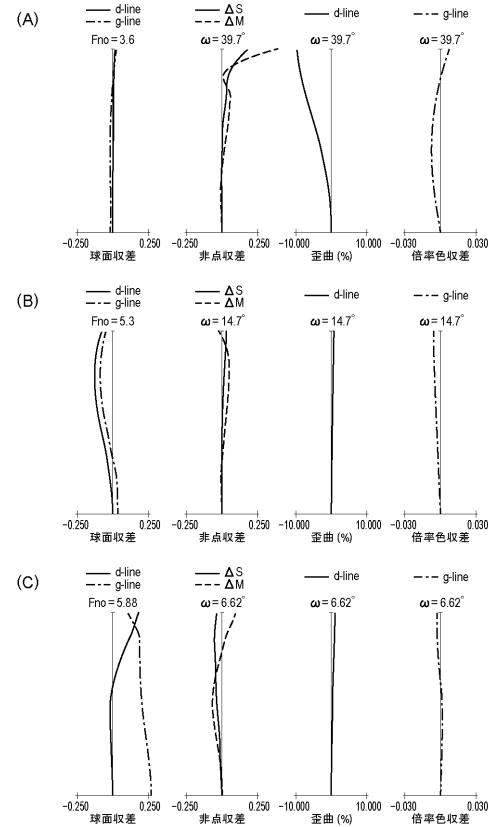 (A)
d-line
g-line
Fno = 3.6
ΔS
ΔM
ω = 39.7°
d-line
ω = 39.7°
g-line
ω = 39.7°
-0.250 0.250
球面収差
-0.250 0.250
非点収差
-10.000 10.000
歪曲 (%)
-0.030 0.030
倍率色収差
(B)
d-line
g-line
Fno = 5.3
ΔS
ΔM
ω = 14.7°
d-line
ω = 14.7°
g-line
ω = 14.7°
-0.250 0.250
球面収差
-0.250 0.250
非点収差
-10.000 10.000
歪曲 (%)
-0.030 0.030
倍率色収差
(C)
d-line
g-line
Fno = 5.88
ΔS
ΔM
ω = 6.62°
d-line
ω = 6.62°
g-line
ω = 6.62°
-0.250 0.250
球面収差
-0.250 0.250
非点収差
-10.000 10.000
歪曲 (%)
-0.030 0.030
倍率色収差